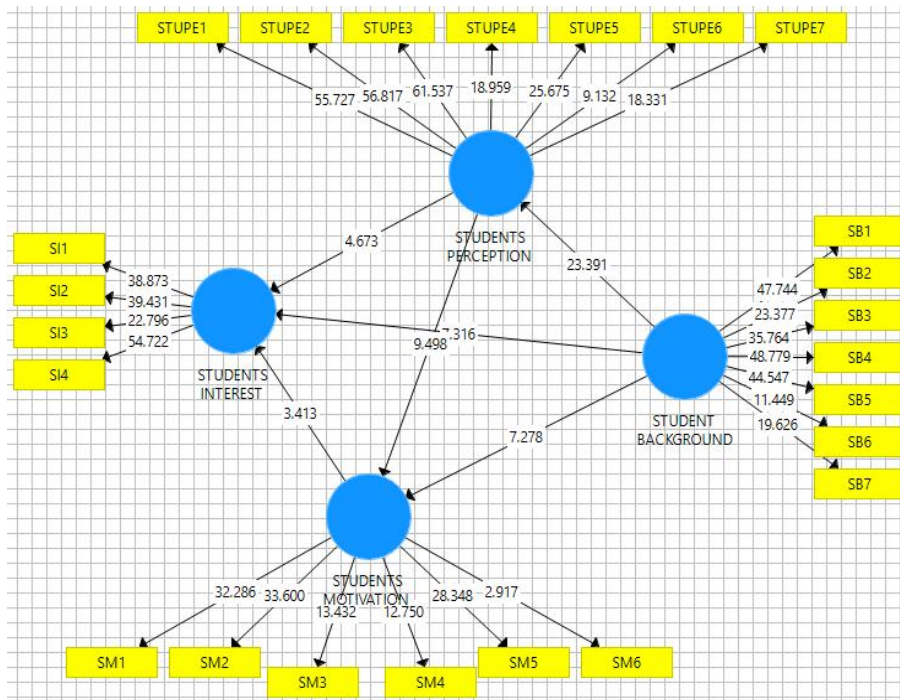 STUPE1 STUPE2 STUPE3 STUPE4 STUPE5 STUPE6 STUPE7
55.727 56.817 61.537 18.959 25.675 9.132 18.331
STUDENTS
PERCEPTION
4.673
23.391
SI1
SI2
SI3
SI4
38.873
39.431
22.796
54.722
STUDENTS
INTEREST
9.498
SB1
SB2
SB3
SB4
SB5
SB6
SB7
47.744
23.377
35.764
48.779
44.547
11.449
19.626
STUDENT
BACKGROUND
3.413
7.278
STUDENTS
MOTIVATION
32.286 33.600 13.432 12.750 28.348 2.917
SM1 SM2 SM3 SM4 SM5 SM6